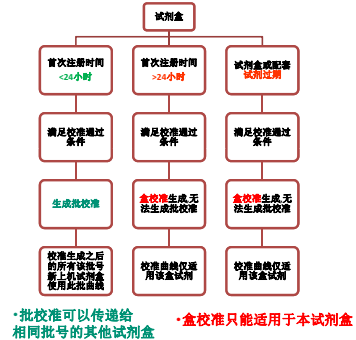 试剂盒
首次注册时间
<24小时
首次注册时间
>24小时
试剂盒或配套
试剂过期
满足校准通过
条件
满足校准通过
条件
满足校准通过
条件
生成批校准
盒校准生成,无
法生成批校准
盒校准生成,无
法生成批校准
校准生成之后
的所有该批号
新上机试剂盒
使用此批曲线
校准曲线仅适
用该盒试剂
校准曲线仅适
用该盒试剂
•批校准可以传递给
相同批号的其他试剂盒
•盒校准只能适用于本试剂盒